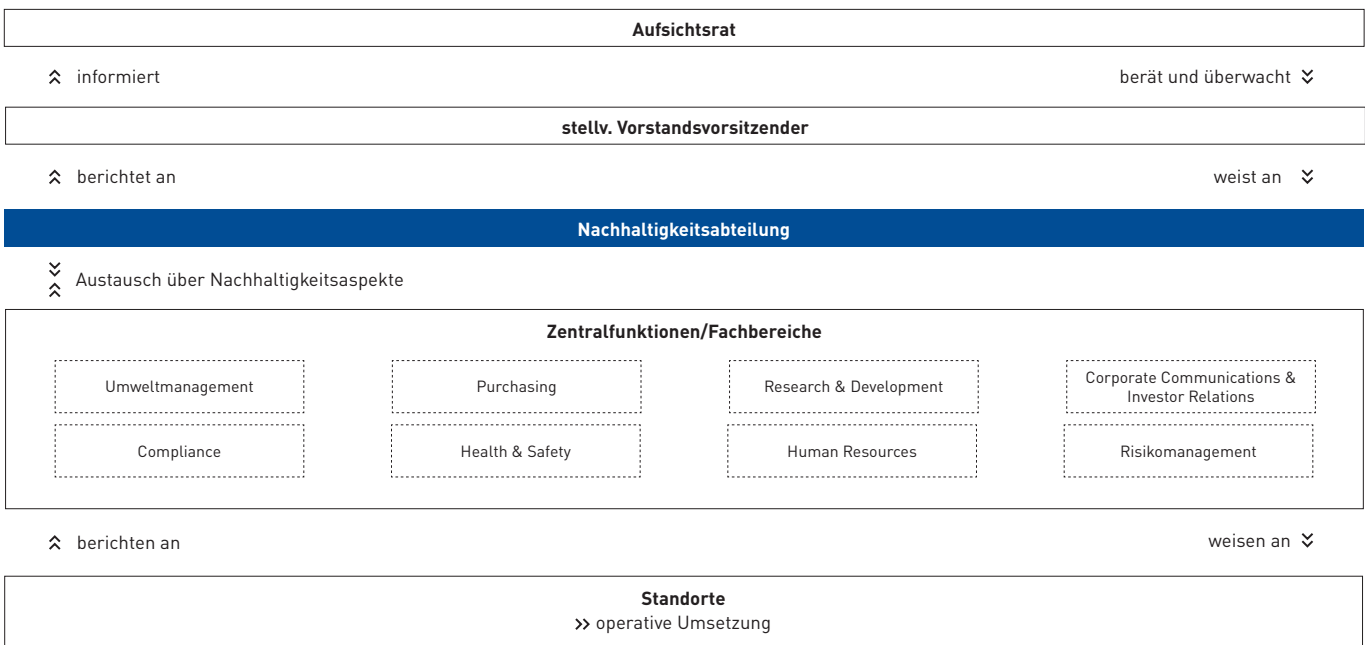 Aufsichtsrat
informiert
berät und überwacht
stellv. Vorstandsvorsitzender
berichtet an
weist an
Nachhaltigkeitsabteilung
Austausch über Nachhaltigkeitsaspekte
Zentralfunktionen/Fachbereiche
Umweltmanagement
Purchasing
Research & Development
Corporate Communications &
Investor Relations
Compliance
Health & Safety
Human Resources
Risikomanagement
berichten an
weisen an
Standorte
>> operative Umsetzung